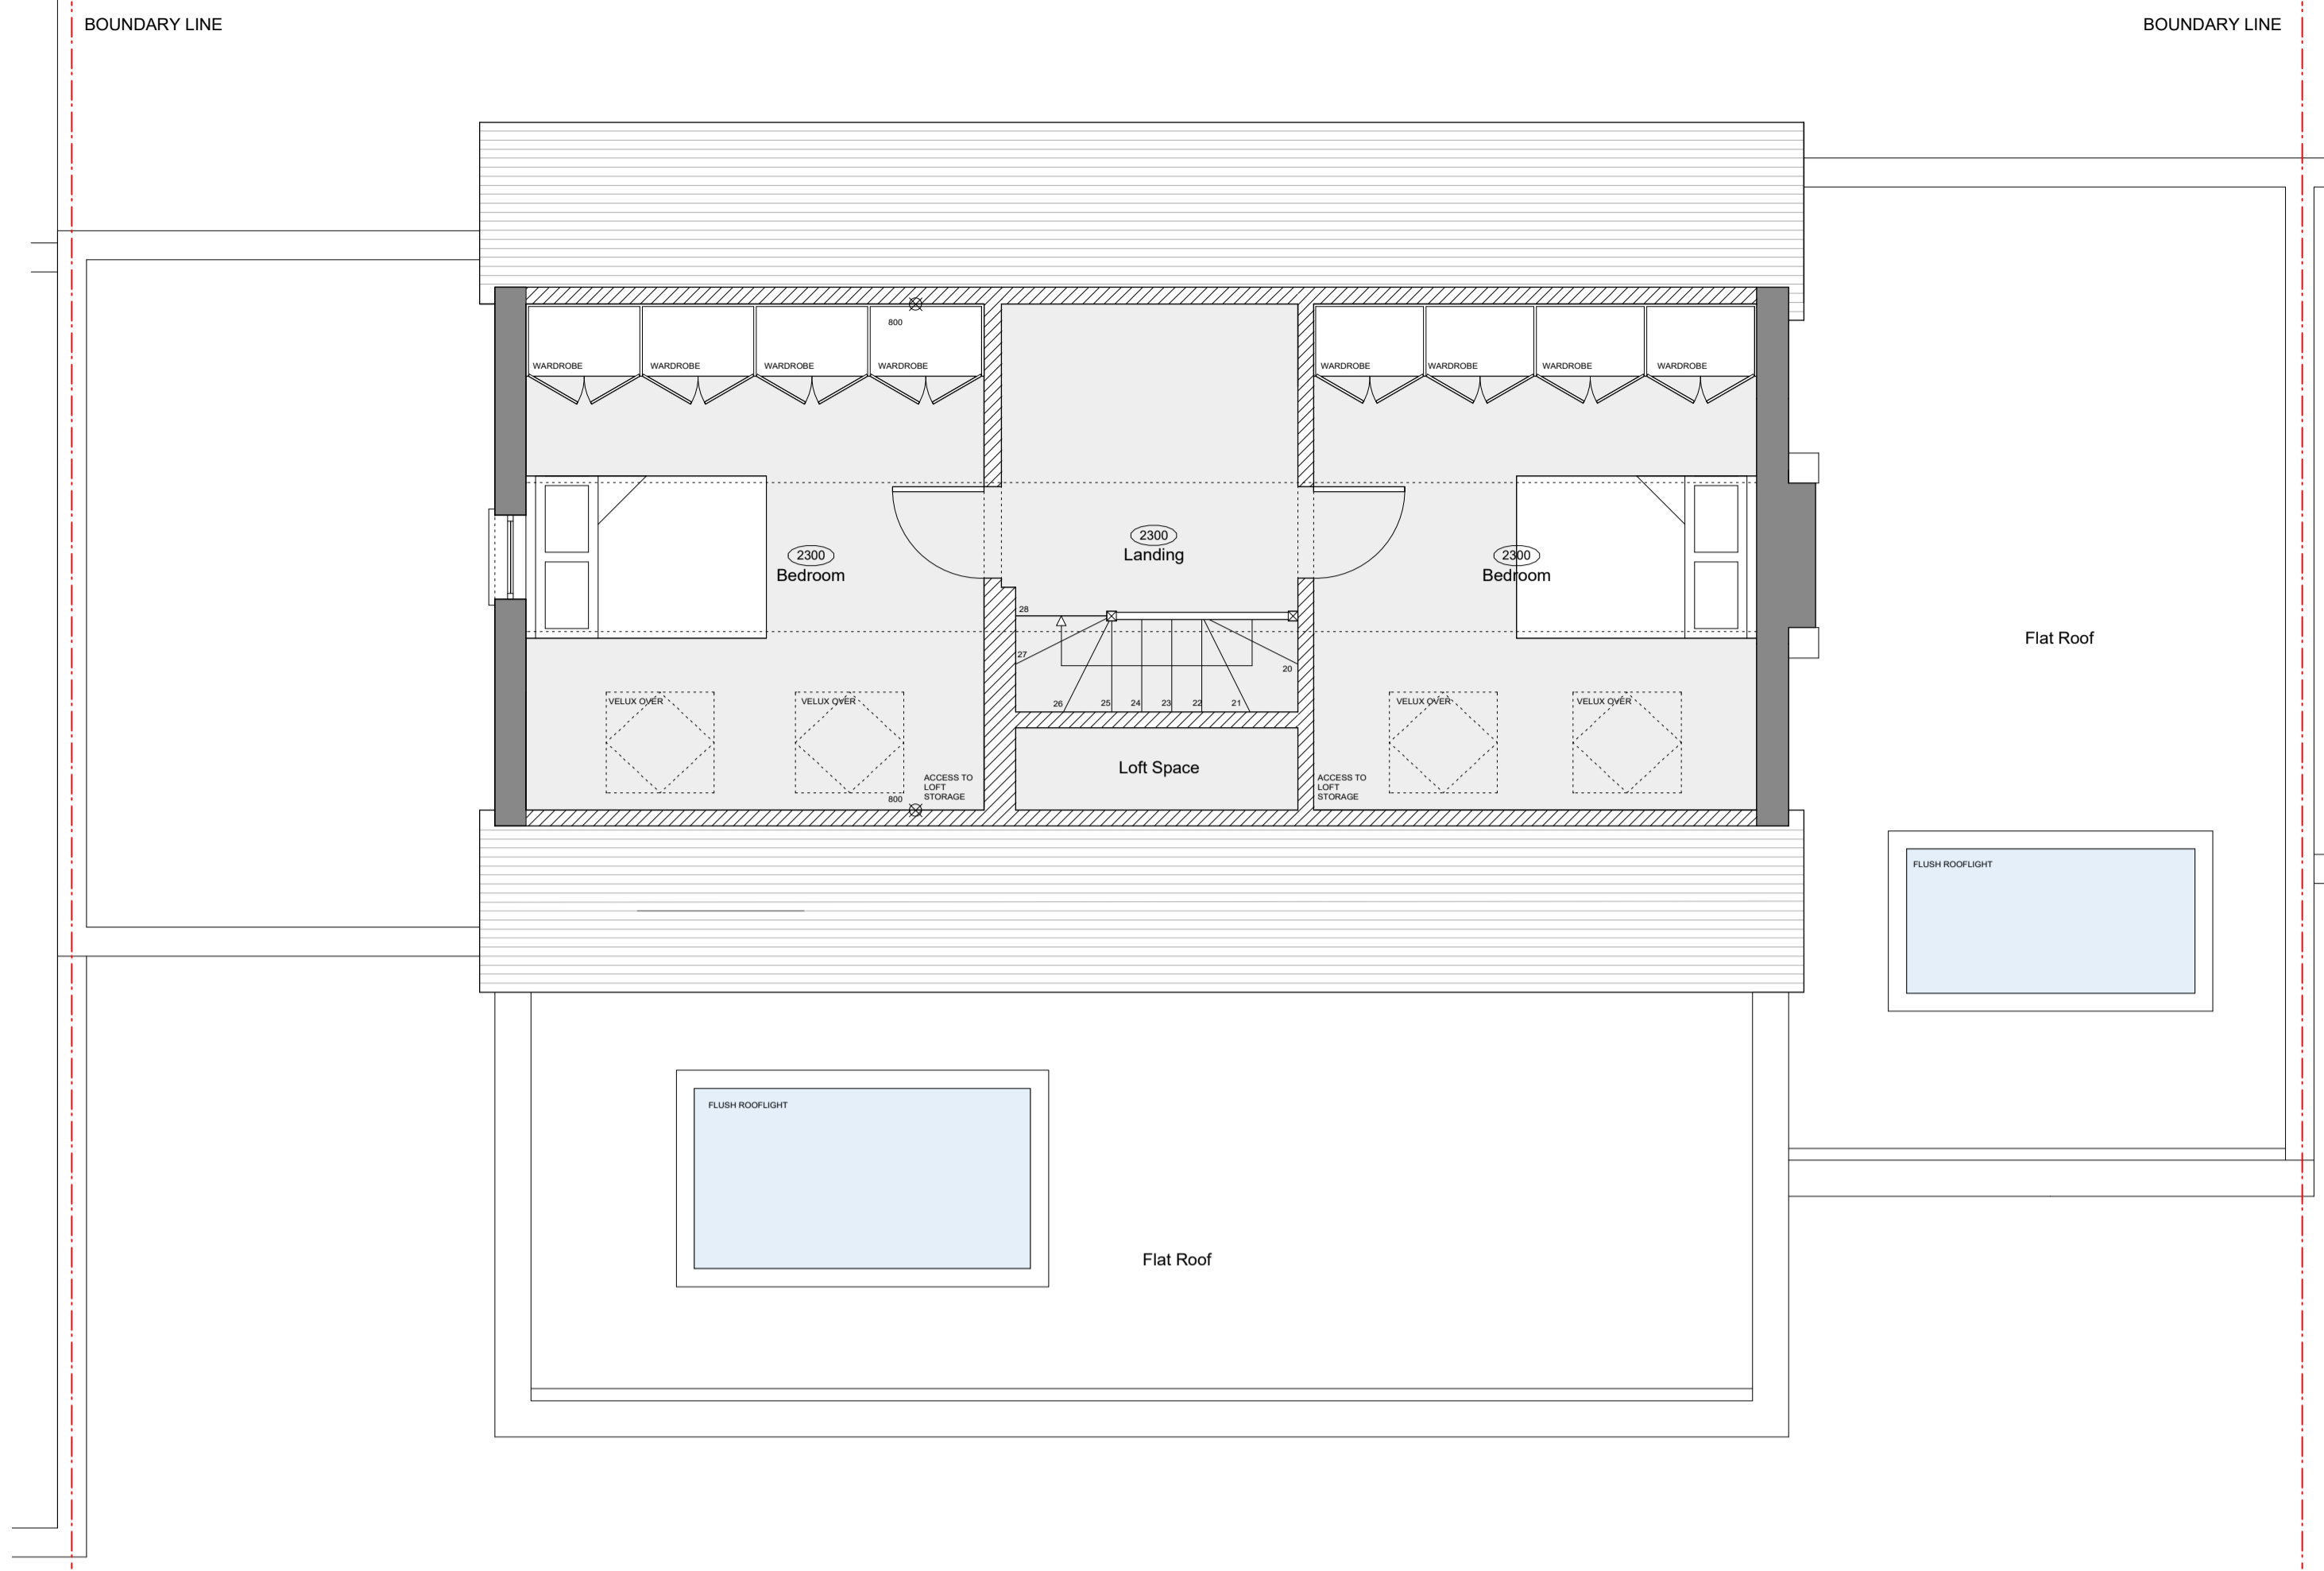 BOUNDARY LINE
BOUNDARY LINE
800
WARDROBE
WARDROBE
WARDROBE
WARDROBE
WARDROBE
WARDROBE
WARDROBE
WARDROBE
2300
Bedroom
2300
Landing
2300
Bedroom
28
27
26
25
24
23
22
21
20
Flat Roof
VELUX OVER
VELUX OVER
VELUX OVER
VELUX OVER
Loft Space
ACCESS TO
LOFT
STORAGE
800
ACCESS TO
LOFT
STORAGE
FLUSH ROOFLIGHT
FLUSH ROOFLIGHT
Flat Roof